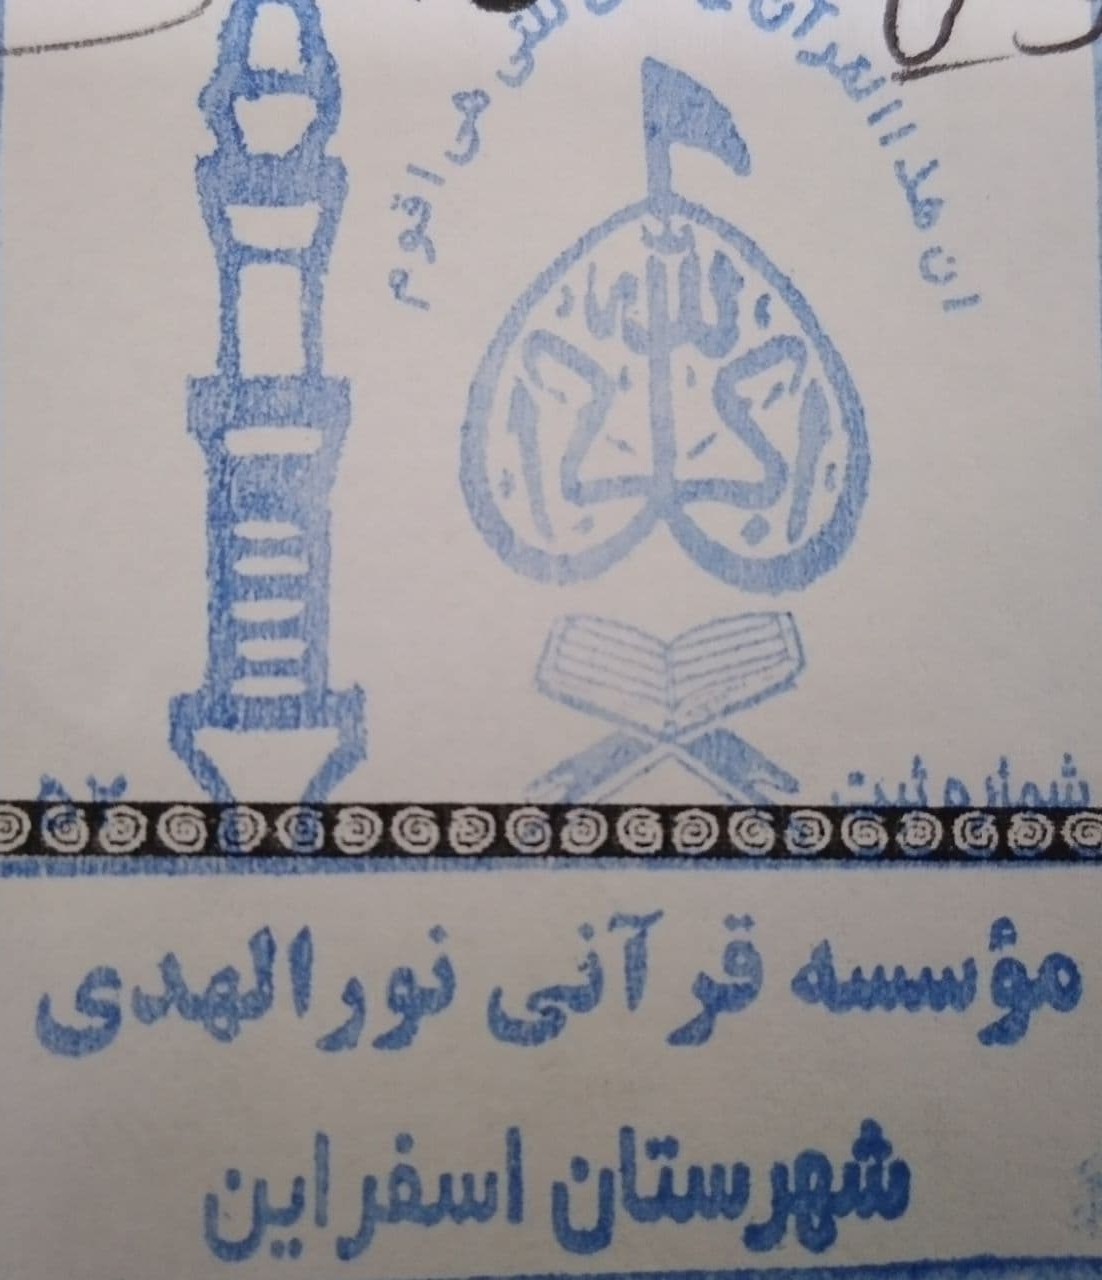 ان هذا القرآن یهدی للتی هی اقوم
الله اکبر
شماره ثبت
مؤسسه قرآنی نورالهدی
شهرستان اسفراین